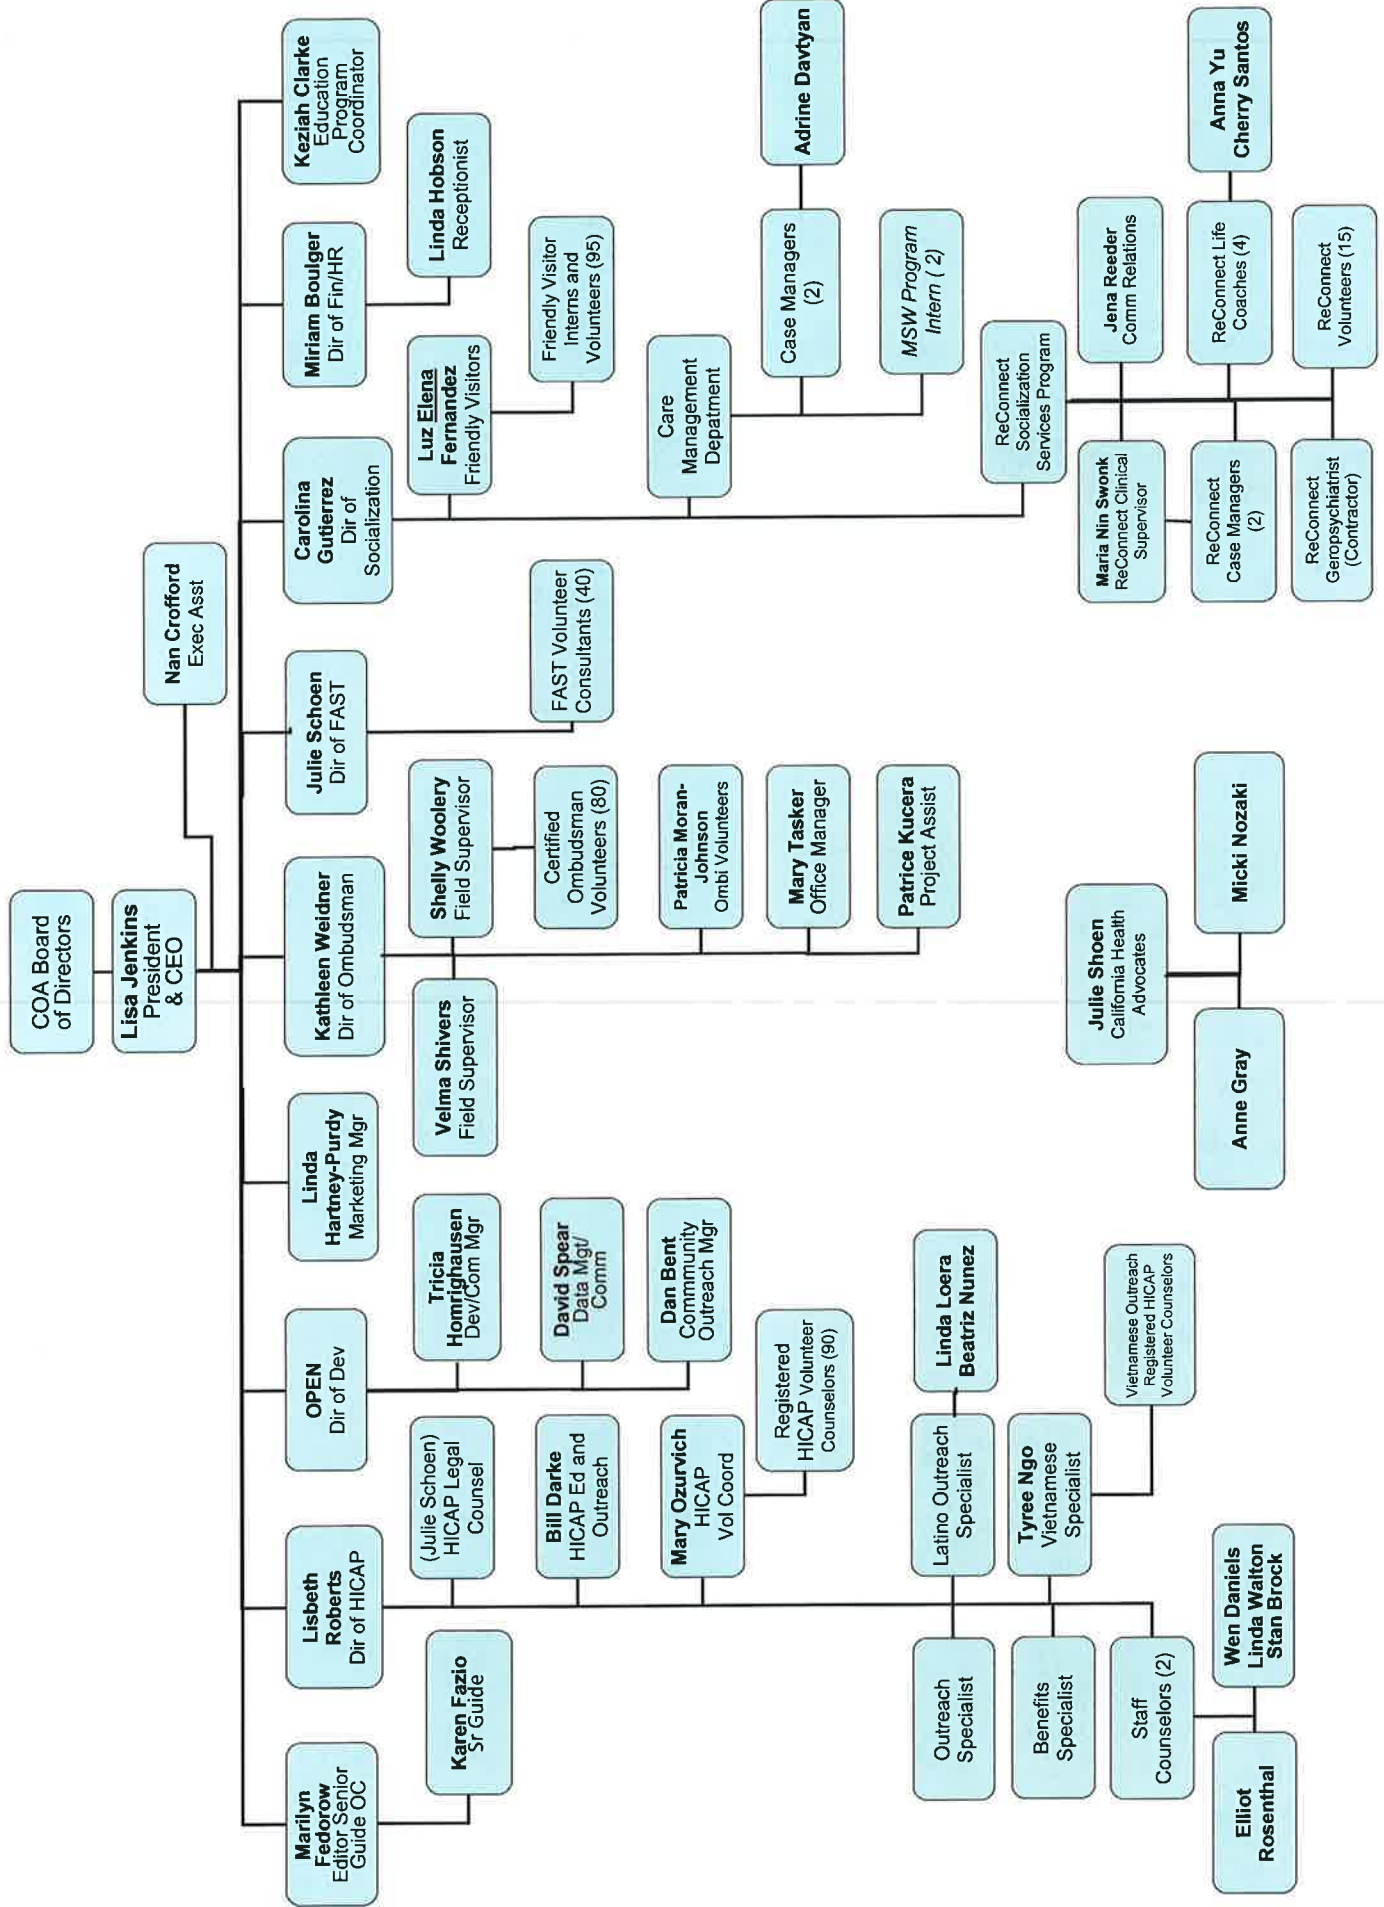 COA Board
of Directors
Lisa Jenkins
President
& CEO
Nan Crofford
Exec Asst
Marilyn
Fedorow
Editor Senior
Guide OC
Karen Fazio
Sr Guide
Lisbeth
Roberts
Dir of HICAP
(Julie Schoen)
HICAP Legal
Counsel
Bill Darke
HICAP Ed and
Outreach
Mary Ozurvich
HICAP
Vol Coord
Registered
HICAP Volunteer
Counselors (90)
Outreach
Specialist
Latino Outreach
Specialist
Linda Loera
Beatriz Nunez
Benefits
Specialist
Tyree Ngo
Vietnamese
Specialist
Vietnamese Outreach
Registered HICAP
Volunteer Counselors
Staff
Counselors (2)
Elliot
Rosenthal
Wen Daniels
Linda Walton
Stan Brock
OPEN
Dir of Dev
Tricia
Homrighausen
Dev/Com Mgr
David Spear
Data Mgt/
Comm
Dan Bent
Commmunity
Outreach Mgr
Linda
Hartney-Purdy
Marketing Mgr
Kathleen Weidner
Dir of Ombudsman
Velma Shivers
Field Supervisor
Shelly Woolery
Field Supervisor
Certified
Ombudsman
Volunteers (80)
Patricia Moran-
Johnson
Ombi Volunteers
Mary Tasker
Office Manager
Patrice Kucera
Project Assist
Julie Shoen
California Health
Advocates
Anne Gray
Micki Nozaki
Julie Schoen
Dir of FAST
FAST Volunteer
Consultants (40)
Carolina
Gutierrez
Dir of
Socialization
Luz Elena
Fernandez
Friendly Visitors
Friendly Visitor
Interns and
Volunteers (95)
Care
Management
Depatment
Case Managers
(2)
Adrine Davtyan
MSW Program
Intern ( 2)
ReConnect
Socialization
Services Program
Maria Nin Swonk
ReConnect Clinical
Supervisor
Jena Reeder
Comm Relations
ReConnect
Case Managers
(2)
ReConnect Life
Coaches (4)
Anna Yu
Cherry Santos
ReConnect
Geropsychiatrist
(Contractor)
ReConnect
Volunteers (15)
Miriam Boulger
Dir of Fin/HR
Linda Hobson
Receptionist
Keziah Clarke
Education
Program
Coordinator